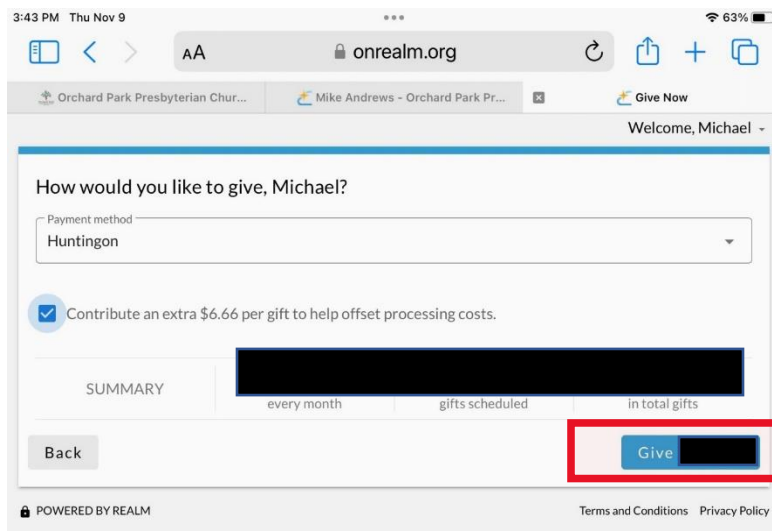 3:43 PM Thu Nov 9
63%
AA onrealm.org
Orchard Park Presbyterian Chur...
Mike Andrews - Orchard Park Pr...
Give Now
Welcome, Michael
How would you like to give, Michael?
Payment method
Huntingon
Contribute an extra $6.66 per gift to help offset processing costs.
SUMMARY
every month
gifts scheduled
in total gifts
Back
Give
POWERED BY REALM
Terms and Conditions Privacy Policy